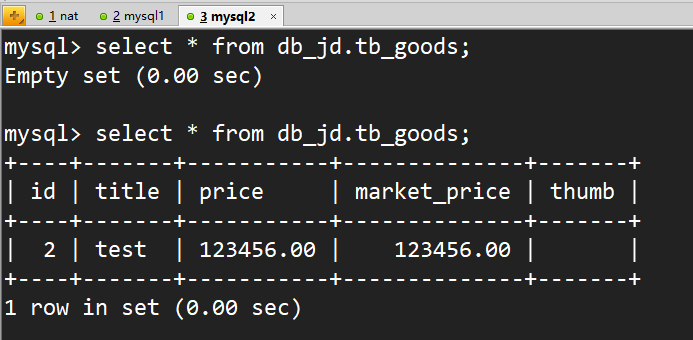 1 nat 2 mysql1 3 mysql2 ×
mysql> select * from db_jd.tb_goods;
Empty set (0.00 sec)
mysql> select * from db_jd.tb_goods;
+----+-------+-----------+--------------+-------+
| id | title | price     | market_price | thumb |
+----+-------+-----------+--------------+-------+
|  2 | test  | 123456.00 |    123456.00 |       |
+----+-------+-----------+--------------+-------+
1 row in set (0.00 sec)